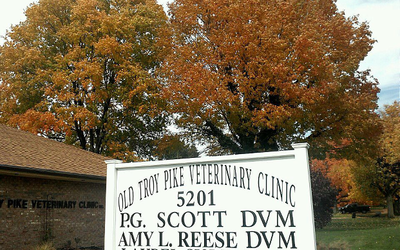 Y PIKE VETERINARY CLINIC
OLD TROY PIKE VETERINARY CLINIC
5201
P.G. SCOTT DVM
AMY L. REESE DVM